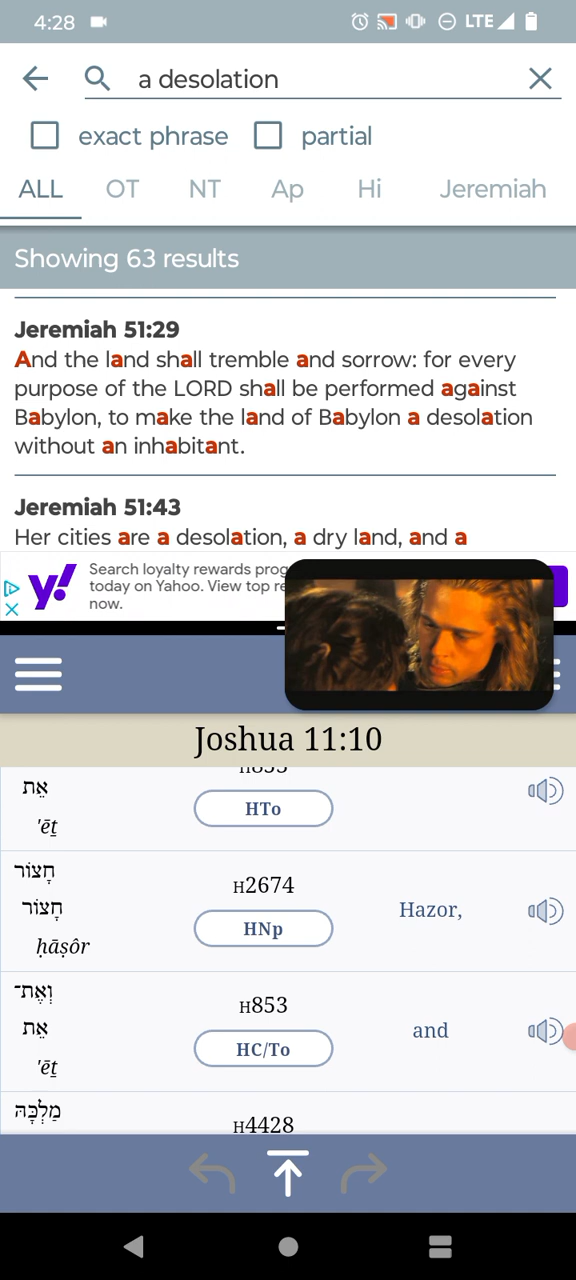 4:28 LTE
a desolation
exact phrase partial
ALL OT NT Ap Hi Jeremiah
Showing 63 results
Jeremiah 51:29
And the land shall tremble and sorrow: for every
purpose of the LORD shall be performed against
Babylon, to make the land of Babylon a desolation
without an inhabitant.
Jeremiah 51:43
Her cities are a desolation, a dry land, and a
y!
Search loyalty rewards prog
today on Yahoo. View top re
now.
Joshua 11:10
H853
אֵת
HTo
'ēṯ
חָצוֹר
H2674
חָצוֹר
Hazor,
HNp
ḥāṣôr
וְאֶת־
H853
אֵת
and
HC/To
'ēṯ
מַלְכָּהּ
H4428